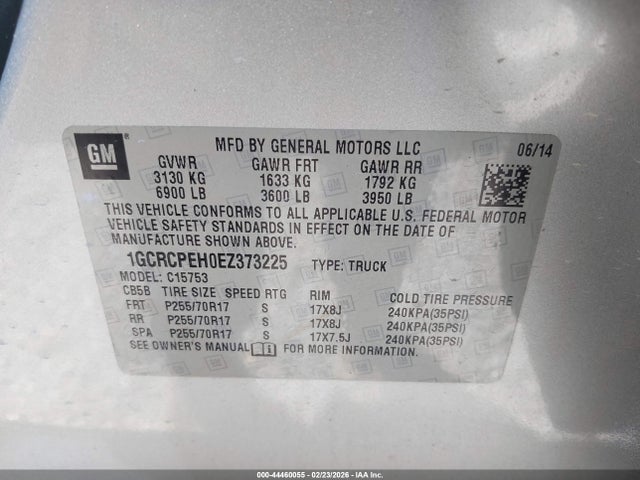 GM
MFD BY GENERAL MOTORS LLC 06/14
GVWR GAWR FRT GAWR RR
3130 KG 1633 KG 1792 KG
6900 LB 3600 LB 3950 LB
THIS VEHICLE CONFORMS TO ALL APPLICABLE U.S. FEDERAL MOTOR
VEHICLE SAFETY STANDARDS IN EFFECT ON THE DATE OF
MANUFACTURE SHOWN ABOVE.
1GCRCPEH0EZ373225 TYPE: TRUCK
MODEL: C15753
CB5B TIRE SIZE SPEED RTG RIM COLD TIRE PRESSURE
FRT P255/70R17 S 17X8J 240KPA(35PSI)
RR P255/70R17 S 17X8J 240KPA(35PSI)
SPA P255/70R17 S 17X7.5J 240KPA(35PSI)
SEE OWNER'S MANUAL FOR MORE INFORMATION.
000-44460055 - 02/23/2026 - IAAI.COM